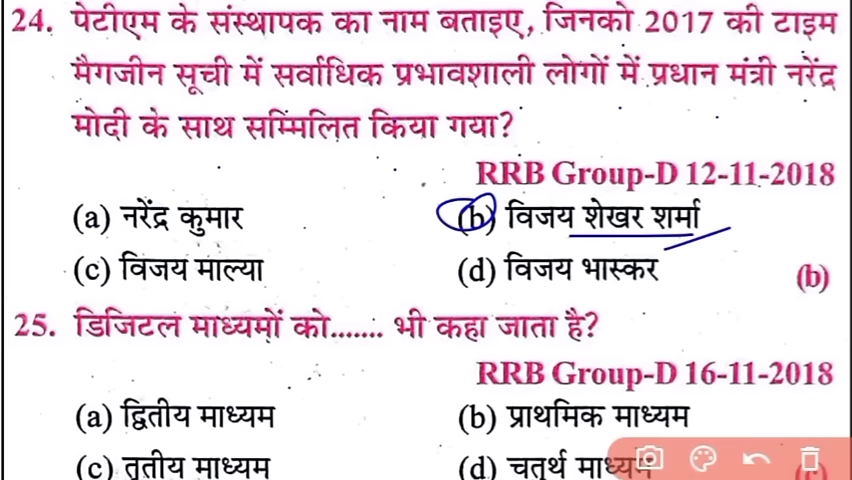 24. पेटीएम के संस्थापक का नाम बताइए, जिनको 2017 की टाइम
मैगजीन सूची में सर्वाधिक प्रभावशाली लोगों में प्रधान मंत्री नरेंद्र
मोदी के साथ सम्मिलित किया गया?
RRB Group-D 12-11-2018
(a) नरेंद्र कुमार (b) विजय शेखर शर्मा
(c) विजय माल्या (d) विजय भास्कर (b)
25. डिजिटल माध्यमों को....... भी कहा जाता है?
RRB Group-D 16-11-2018
(a) द्वितीय माध्यम (b) प्राथमिक माध्यम
(c) तृतीय माध्यम (d) चतुर्थ माध्यम (c)